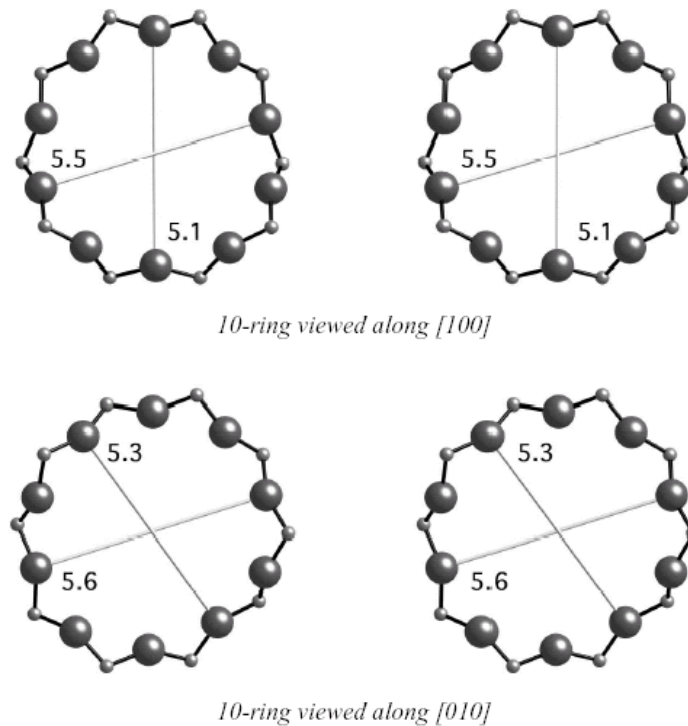 5.5 5.5
5.1 5.1
10-ring viewed along [100]
5.3 5.3
5.6 5.6
10-ring viewed along [010]